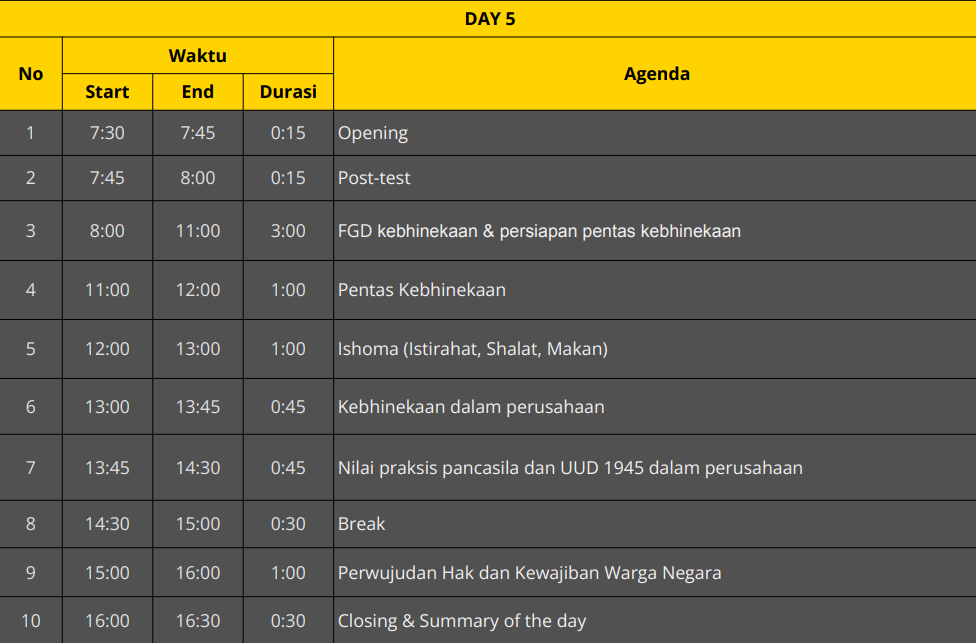 DAY 5
No Waktu Agenda
Start End Durasi
1 7:30 7:45 0:15 Opening
2 7:45 8:00 0:15 Post-test
3 8:00 11:00 3:00 FGD kebhinekaan & persiapan pentas kebhinekaan
4 11:00 12:00 1:00 Pentas Kebhinekaan
5 12:00 13:00 1:00 Ishoma (Istirahat, Shalat, Makan)
6 13:00 13:45 0:45 Kebhinekaan dalam perusahaan
7 13:45 14:30 0:45 Nilai praksis pancasila dan UUD 1945 dalam perusahaan
8 14:30 15:00 0:30 Break
9 15:00 16:00 1:00 Perwujudan Hak dan Kewajiban Warga Negara
10 16:00 16:30 0:30 Closing & Summary of the day